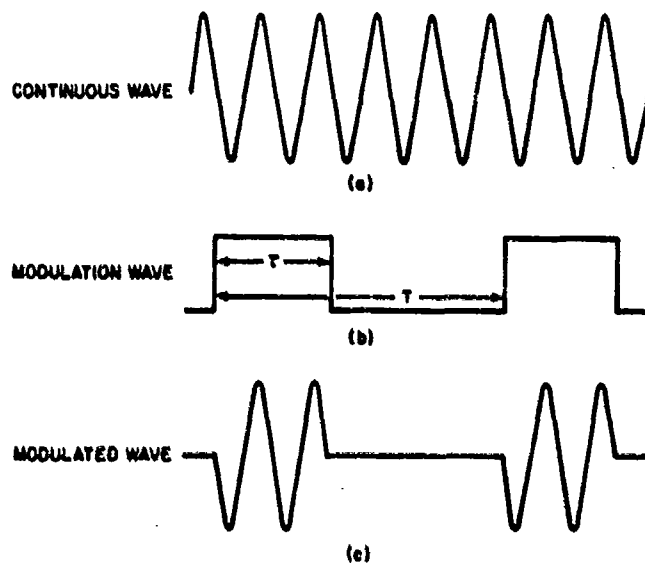 CONTINUOUS WAVE
(a)
MODULATION WAVE
τ
T
(b)
MODULATED WAVE
(c)